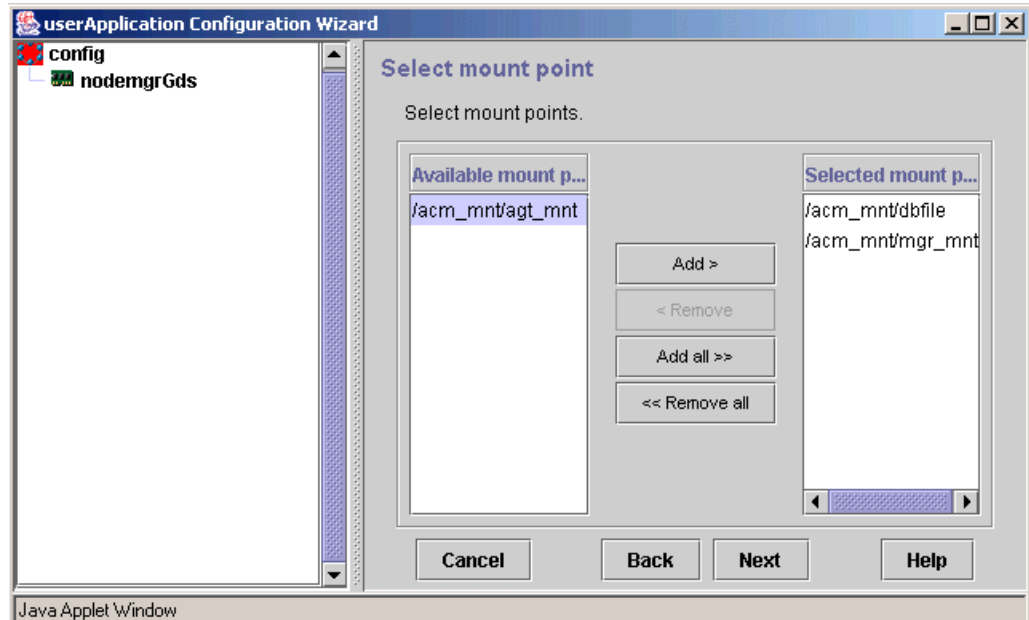 userApplication Configuration Wizard
config
nodemgrGds
Select mount point
Select mount points.
Available mount p...
/acm_mnt/agt_mnt
Add >
< Remove
Add all >>
<< Remove all
Selected mount p...
/acm_mnt/dbfile
/acm_mnt/mgr_mnt
Cancel
Back
Next
Help
Java Applet Window